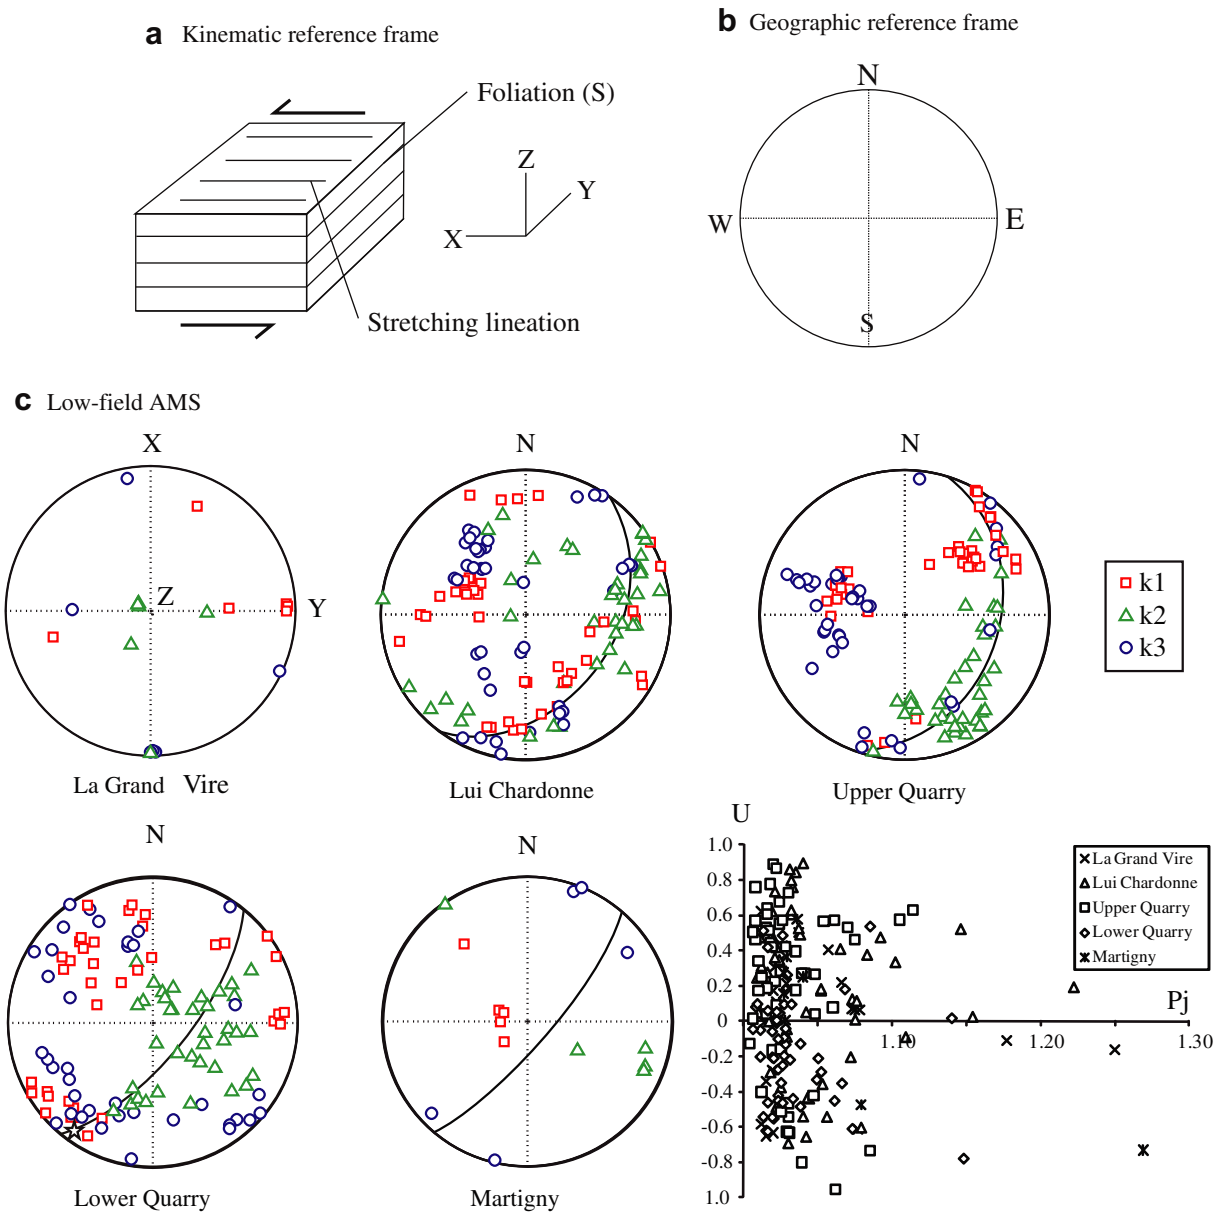 a Kinematic reference frame
b Geographic reference frame
Foliation (S)
Z
Y
X
Stretching lineation
N
W
E
S
c Low-field AMS
X
Z
Y
La Grand Vire
N
Lui Chardonne
N
Upper Quarry
k1
k2
k3
N
Lower Quarry
N
Martigny
U
1.0
0.8
0.6
0.4
0.2
0
-0.2
-0.4
-0.6
-0.8
1.0
Pj
1.10
1.20
1.30
La Grand Vire
Lui Chardonne
Upper Quarry
Lower Quarry
Martigny